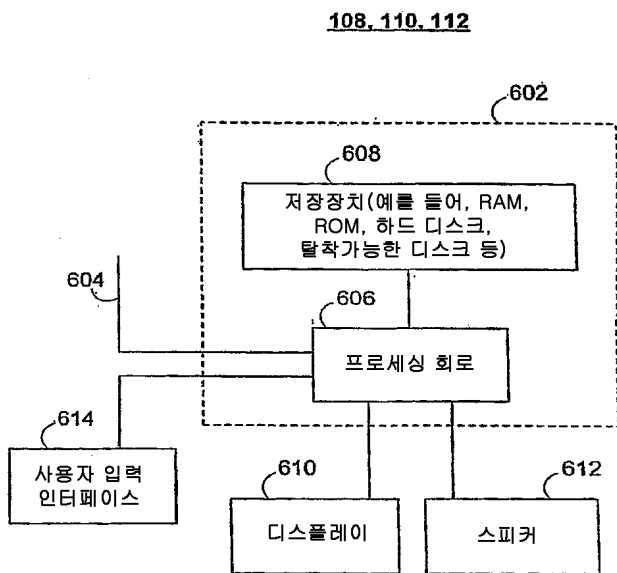 108, 110, 112
602
608
저장장치(예를 들어, RAM,
ROM, 하드 디스크,
탈착가능한 디스크 등)
604
606
프로세싱 회로
614
사용자 입력
인터페이스
610
디스플레이
612
스피커